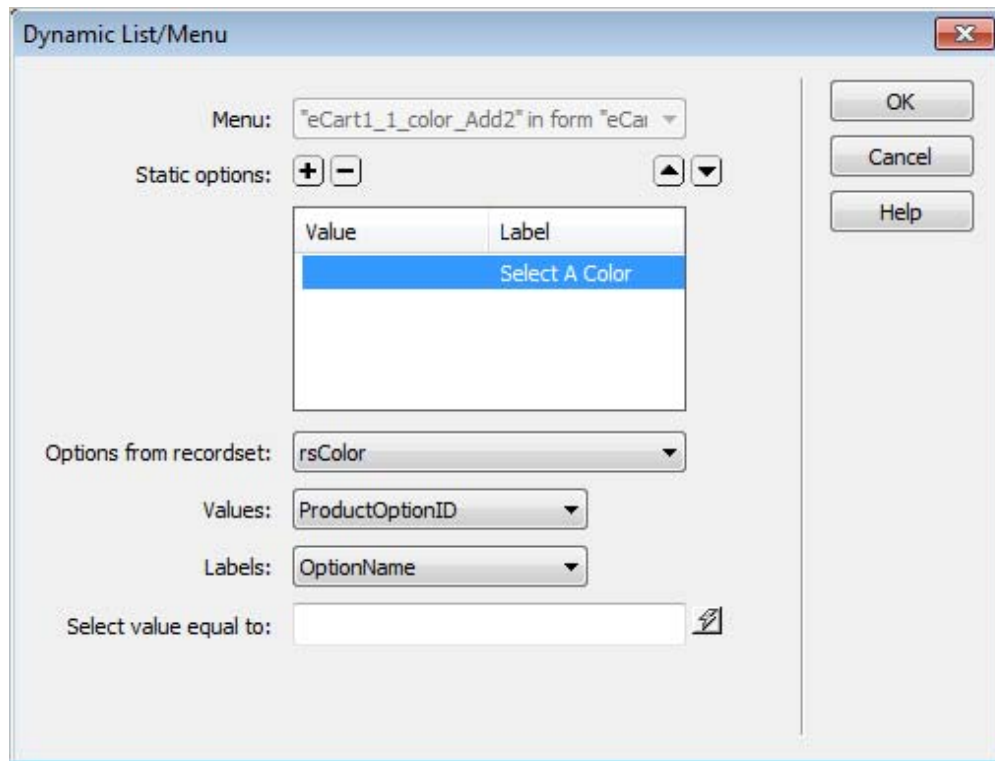 Dynamic List/Menu
Menu: "eCart1_1_color_Add2" in form "eCar
Static options:
Value Label
Select A Color
Options from recordset: rsColor
Values: ProductOptionID
Labels: OptionName
Select value equal to:
OK
Cancel
Help